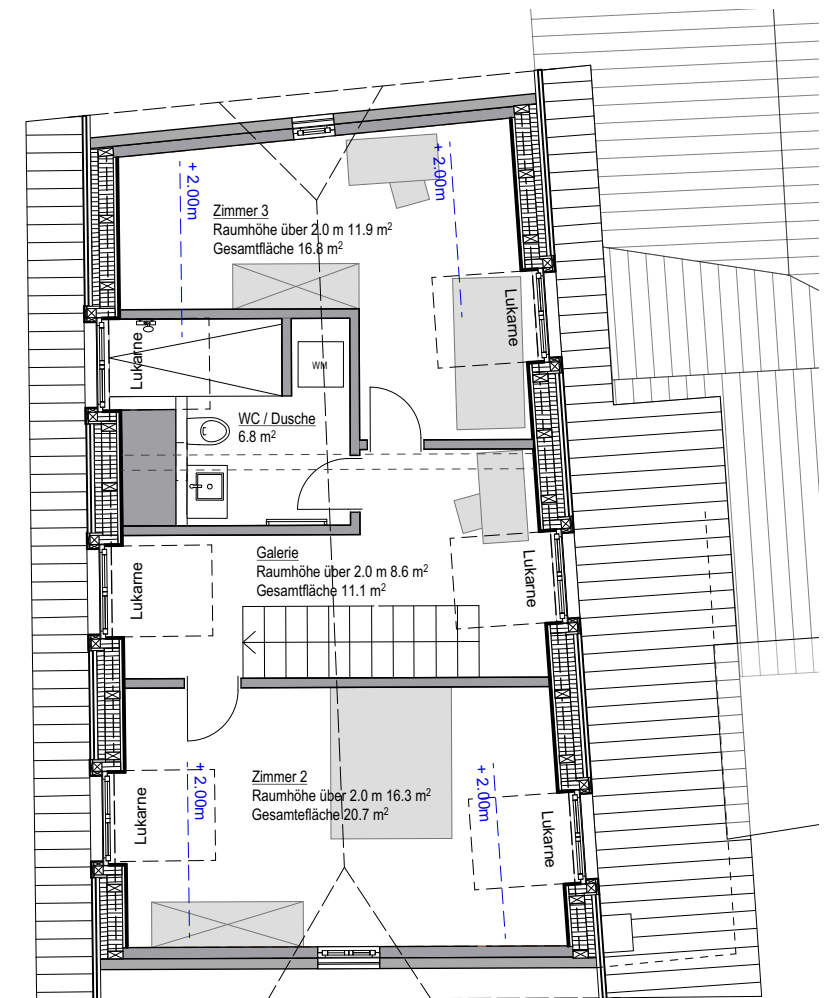 + 2.00m
+ 2.00m
Zimmer 3
Raumhöhe über 2.0 m 11.9 m²
Gesamtfläche 16.8 m²
Lukarne
Lukarne
WM
WC / Dusche
6.8 m²
Galerie
Raumhöhe über 2.0 m 8.6 m²
Gesamtfläche 11.1 m²
Lukarne
Lukarne
+ 2.00m
+ 2.00m
Zimmer 2
Raumhöhe über 2.0 m 16.3 m²
Gesamtefläche 20.7 m²
Lukarne
Lukarne